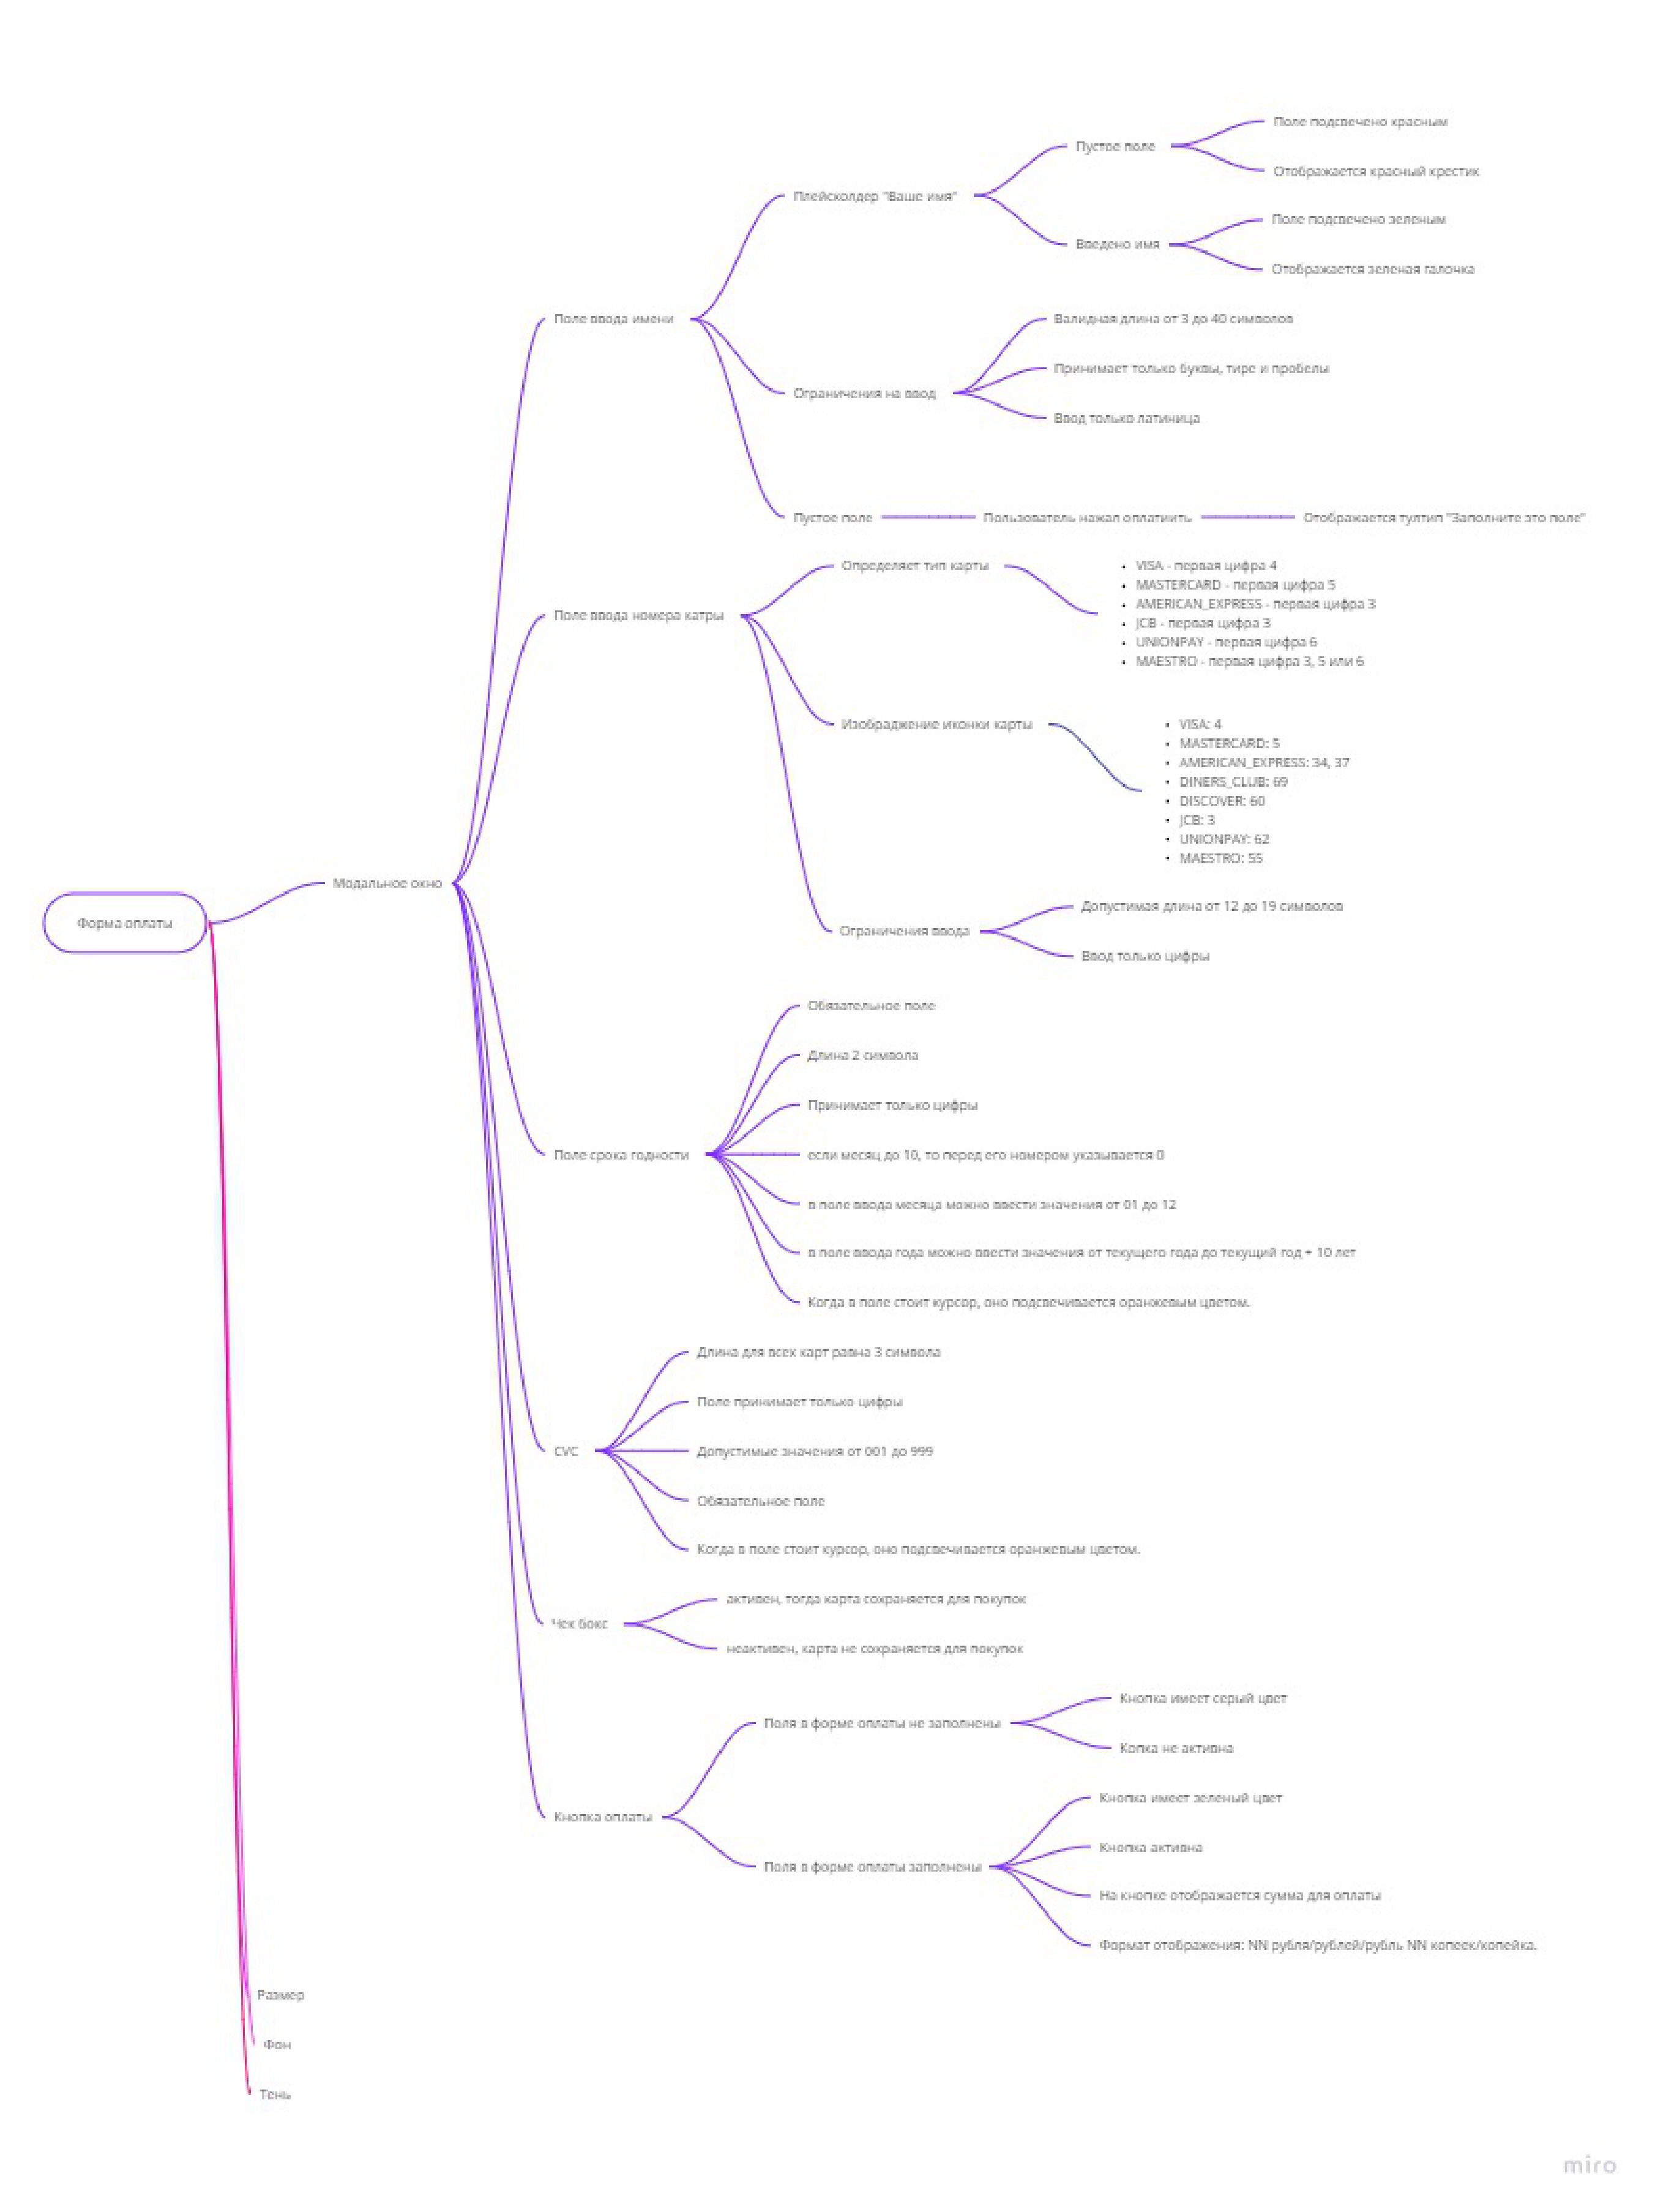 Форма оплаты
Модальное окно
Поле ввода имени
Плейсхолдер "Ваше имя"
Пустое поле
Поле подсвечено красным
Отображается красный крестик
Введено имя
Поле подсвечено зеленым
Отображается зеленая галочка
Ограничения на ввод
Валидная длина от 3 до 40 символов
Принимает только буквы, тире и пробелы
Ввод только латиница
Пустое поле
Пользователь нажал оплатиить
Отображается тултип "Заполните это поле"
Поле ввода номера катры
Определяет тип карты
• VISA - первая цифра 4
• MASTERCARD - первая цифра 5
• AMERICAN_EXPRESS - первая цифра 3
• JCB - первая цифра 3
• UNIONPAY - первая цифра 6
• MAESTRO - первая цифра 3, 5 или 6
Изобраджение иконки карты
• VISA: 4
• MASTERCARD: 5
• AMERICAN_EXPRESS: 34, 37
• DINERS_CLUB: 69
• DISCOVER: 60
• JCB: 3
• UNIONPAY: 62
• MAESTRO: 55
Ограничения ввода
Допустимая длина от 12 до 19 символов
Ввод только цифры
Поле срока годности
Обязательное поле
Длина 2 символа
Принимает только цифры
если месяц до 10, то перед его номером указывается 0
в поле ввода месяца можно ввести значения от 01 до 12
в поле ввода года можно ввести значения от текущего года до текущий год + 10 лет
Когда в поле стоит курсор, оно подсвечивается оранжевым цветом.
CVC
Длина для всех карт равна 3 символа
Поле принимает только цифры
Допустимые значения от 001 до 999
Обязательное поле
Когда в поле стоит курсор, оно подсвечивается оранжевым цветом.
Чек бокс
активен, тогда карта сохраняется для покупок
неактивен, карта не сохраняется для покупок
Кнопка оплаты
Поля в форме оплаты не заполнены
Кнопка имеет серый цвет
Копка не активна
Поля в форме оплаты заполнены
Кнопка имеет зеленый цвет
Кнопка активна
На кнопке отображается сумма для оплаты
Формат отображения: NN рубля/рублей/рубль NN копеек/копейка.
Размер
Фон
Тень
miro